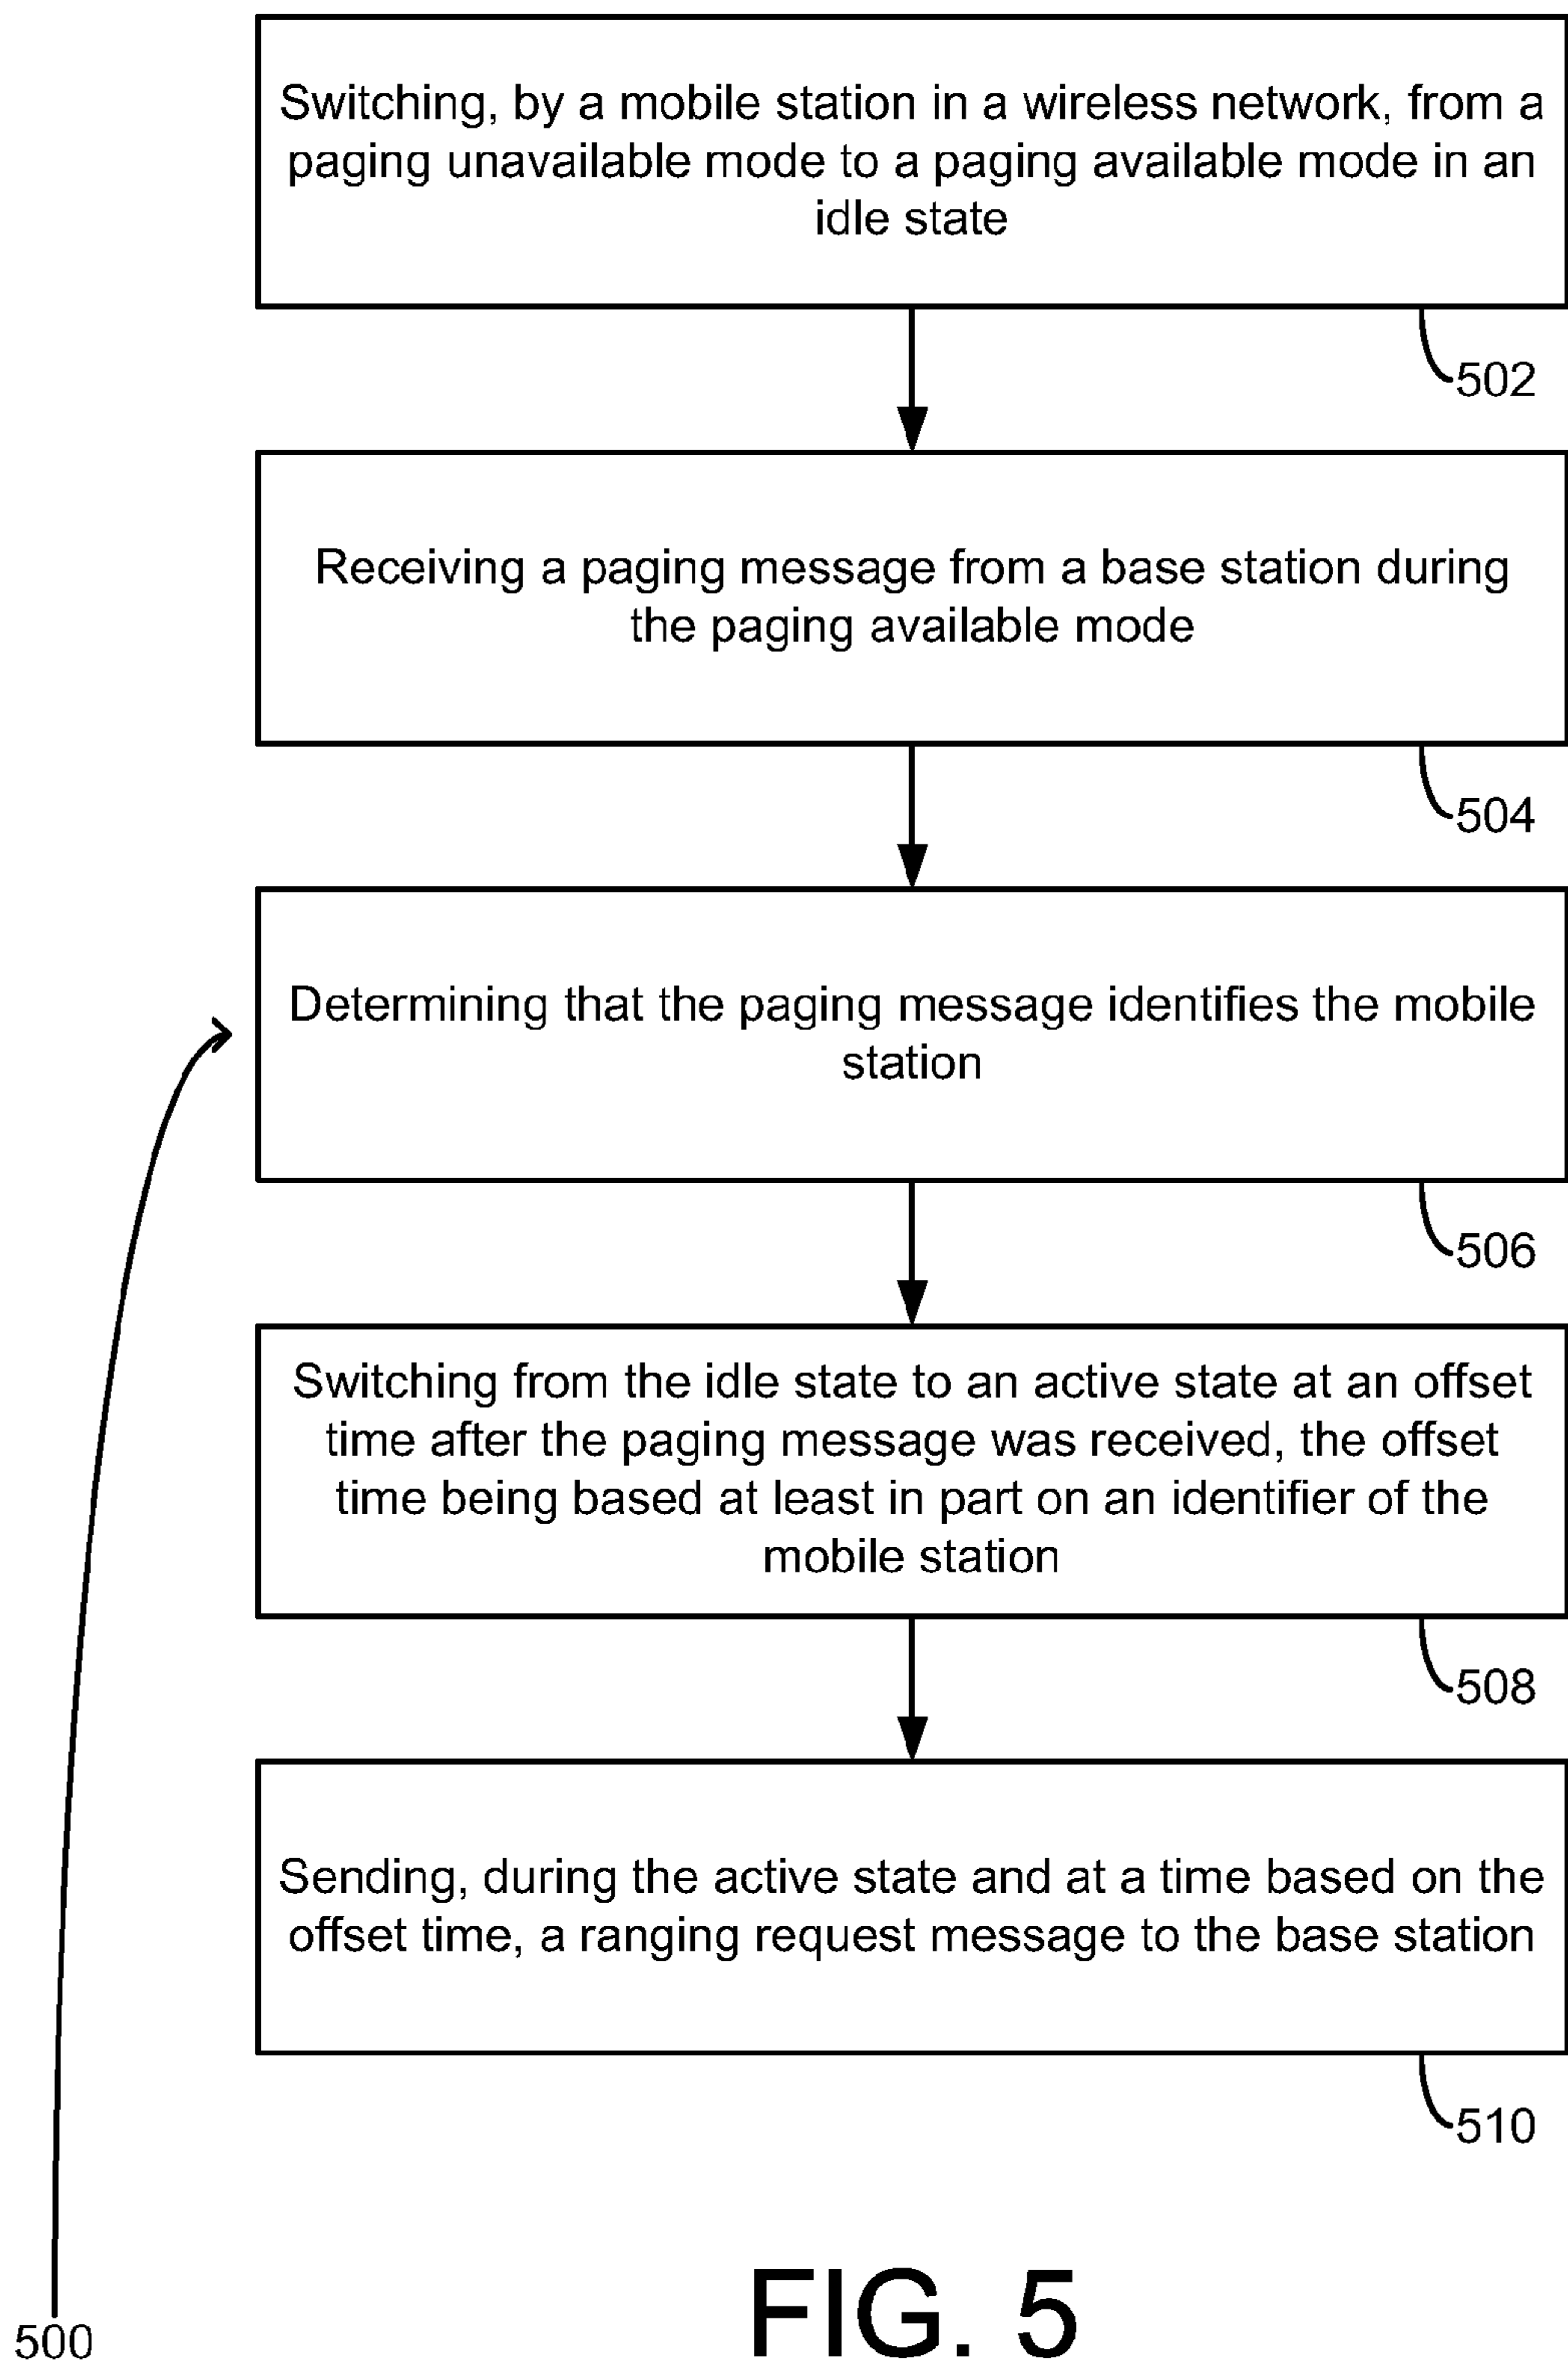 Switching, by a mobile station in a wireless network, from a
paging unavailable mode to a paging available mode in an
idle state
502
Receiving a paging message from a base station during
the paging available mode
504
Determining that the paging message identifies the mobile
station
506
Switching from the idle state to an active state at an offset
time after the paging message was received, the offset
time being based at least in part on an identifier of the
mobile station
508
Sending, during the active state and at a time based on the
offset time, a ranging request message to the base station
510
500
FIG. 5